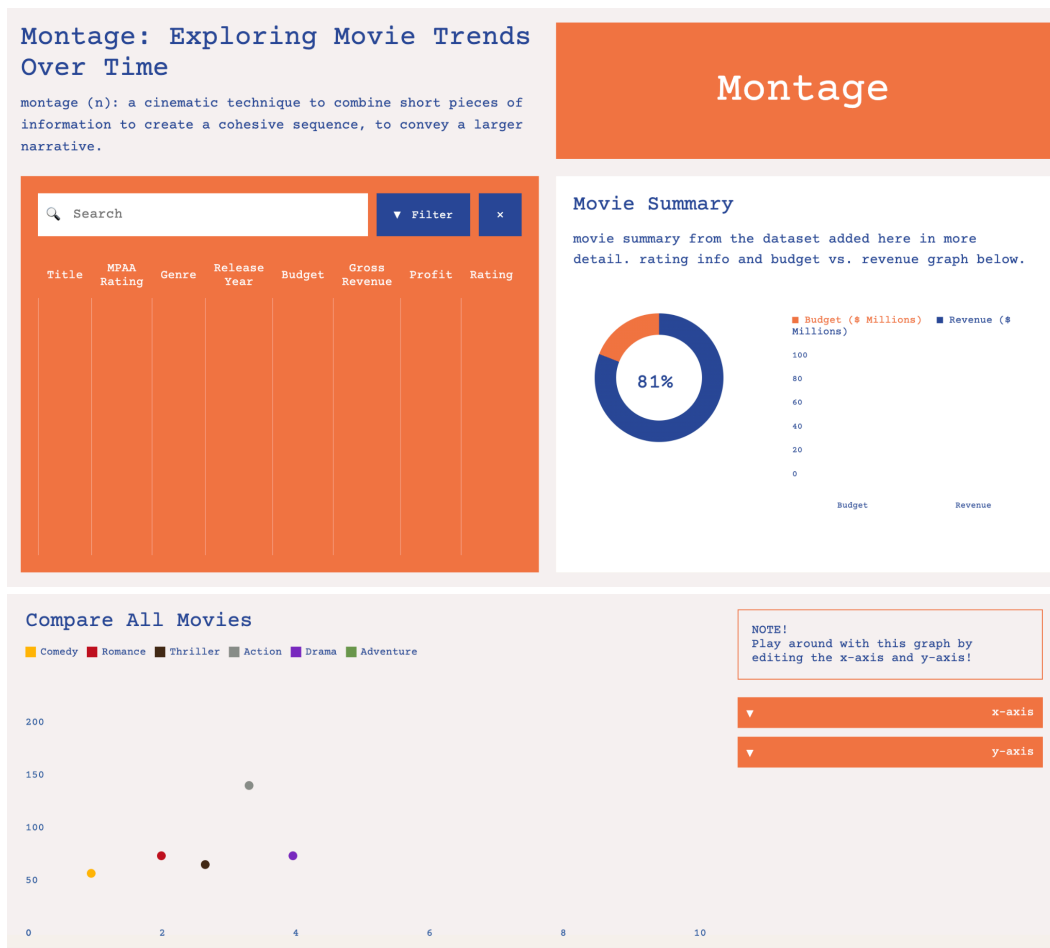 Montage: Exploring Movie Trends
Over Time
montage (n): a cinematic technique to combine short pieces of
information to create a cohesive sequence, to convey a larger
narrative.
Montage
Search
▼ Filter
×
Title
MPAA
Rating
Genre
Release
Year
Budget
Gross
Revenue
Profit
Rating
Movie Summary
movie summary from the dataset added here in more
detail. rating info and budget vs. revenue graph below.
81%
Budget ($ Millions) Revenue ($
Millions)
100
80
60
40
20
0
Budget Revenue
Compare All Movies
Comedy Romance Thriller Action Drama Adventure
200
150
100
50
0 2 4 6 8 10
NOTE!
Play around with this graph by
editing the x-axis and y-axis!
▼ x-axis
▼ y-axis